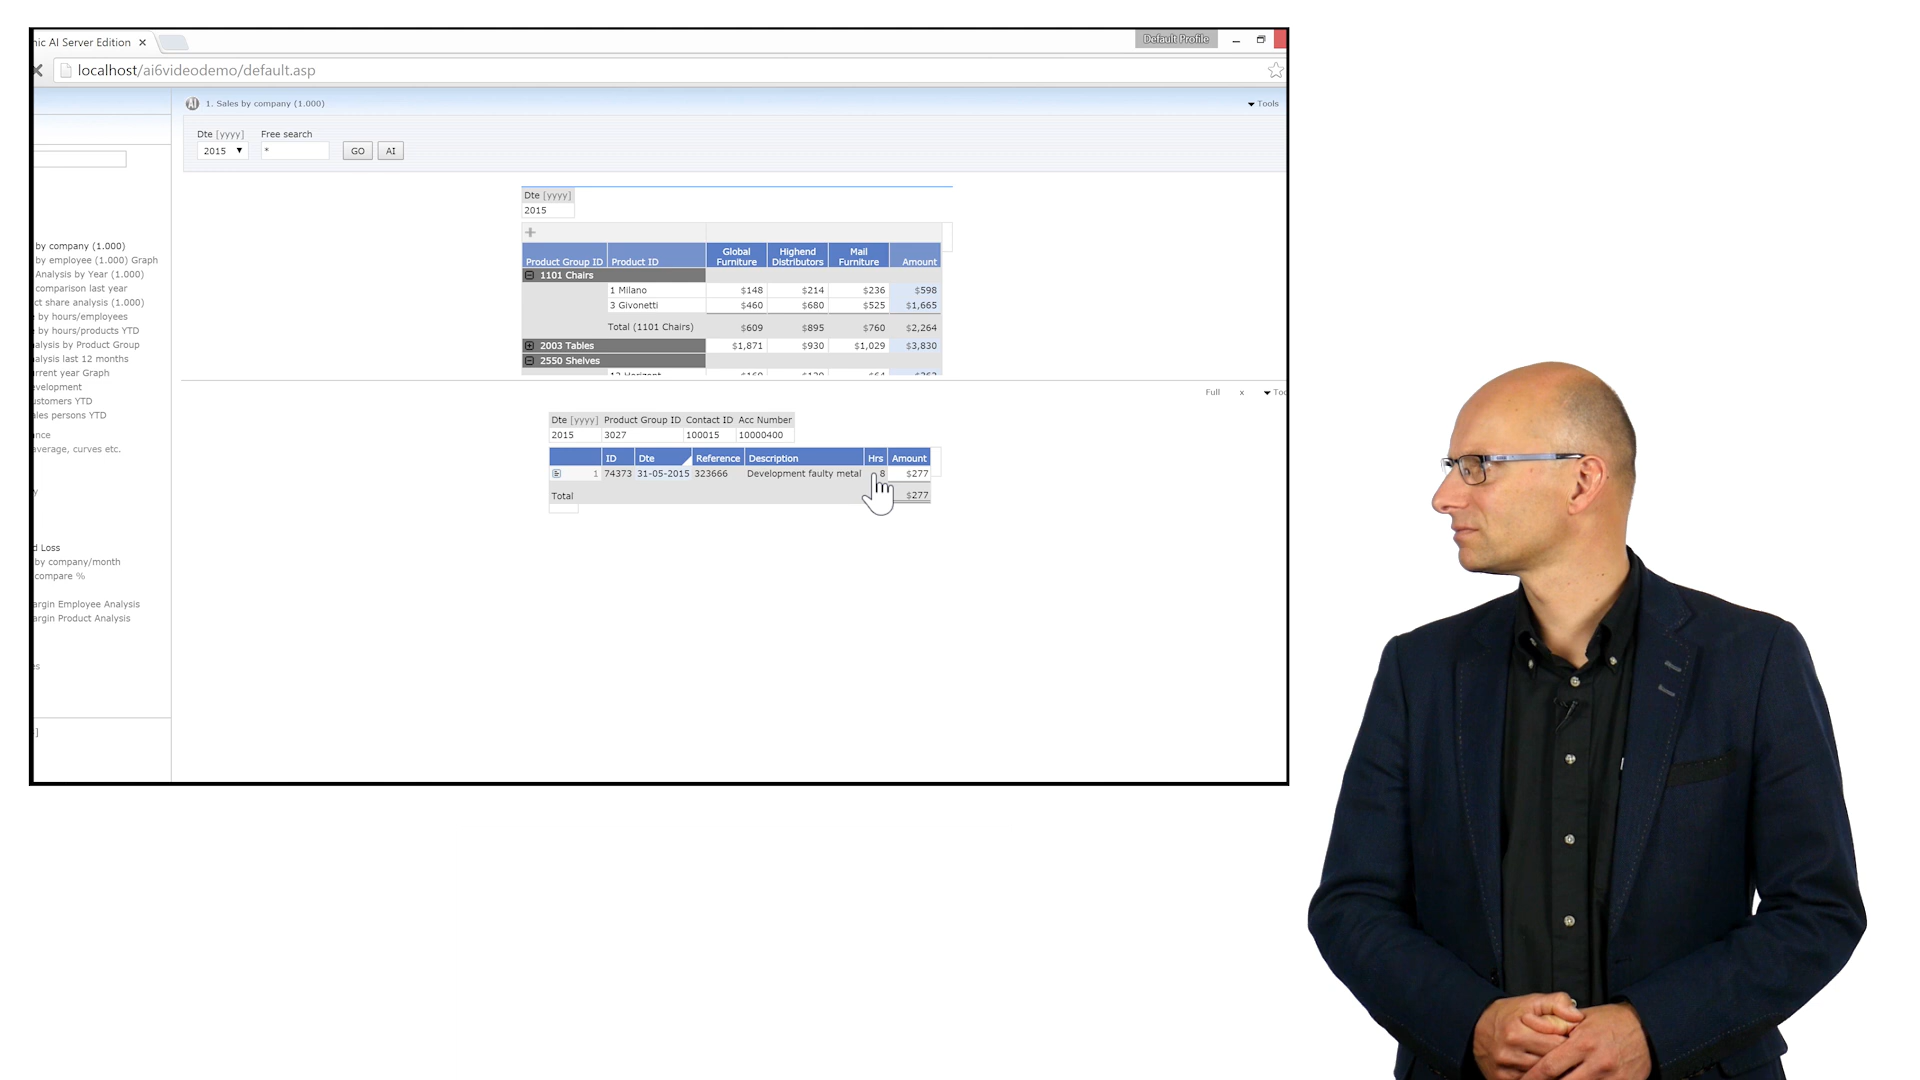 nic AI Server Edition
Default Profile
localhost/ai6videodemo/default.asp
1. Sales by company (1.000)
Tools
Dte [yyyy] Free search
2015 * GO AI
Dte [yyyy]
2015
Product Group ID Product ID Global Furniture Highend Distributors Mail Furniture Amount
1101 Chairs
1 Milano $148 $214 $236 $598
3 Givonetti $460 $680 $525 $1,665
Total (1101 Chairs) $609 $895 $760 $2,264
2003 Tables $1,871 $930 $1,029 $3,830
2550 Shelves
by company (1.000)
by employee (1.000) Graph
Analysis by Year (1.000)
comparison last year
ct share analysis (1.000)
by hours/employees
by hours/products YTD
alysis by Product Group
alysis last 12 months
urrent year Graph
evelopment
ustomers YTD
ales persons YTD
ance
average, curves etc.
y
d Loss
by company/month
compare %
argin Employee Analysis
argin Product Analysis
es
]
Full x Too
Dte [yyyy] Product Group ID Contact ID Acc Number
2015 3027 100015 10000400
ID Dte Reference Description Hrs Amount
1 74373 31-05-2015 323666 Development faulty metal 8 $277
Total $277